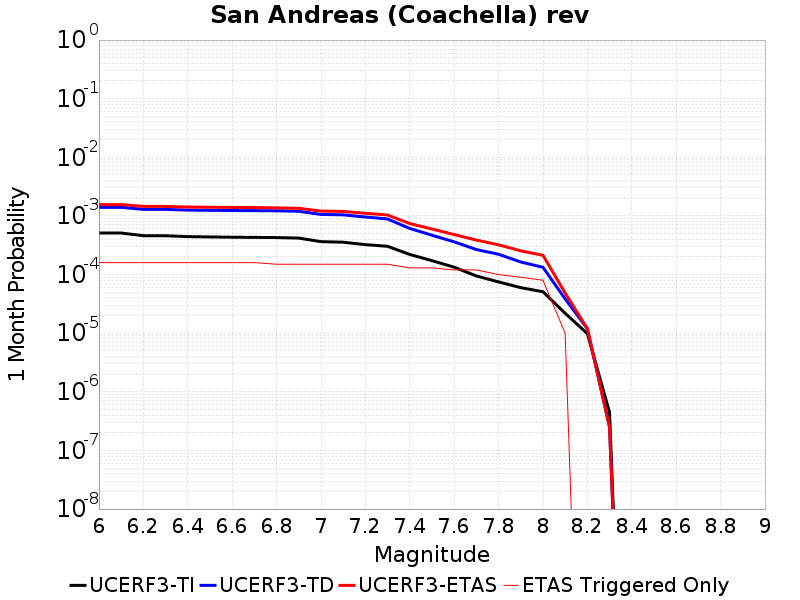 San Andreas (Coachella) rev
10^0
10^-1
10^-2
10^-3
10^-4
10^-5
10^-6
10^-7
10^-8
1 Month Probability
6 6.2 6.4 6.6 6.8 7 7.2 7.4 7.6 7.8 8 8.2 8.4 8.6 8.8 9
Magnitude
UCERF3-TI UCERF3-TD UCERF3-ETAS ETAS Triggered Only